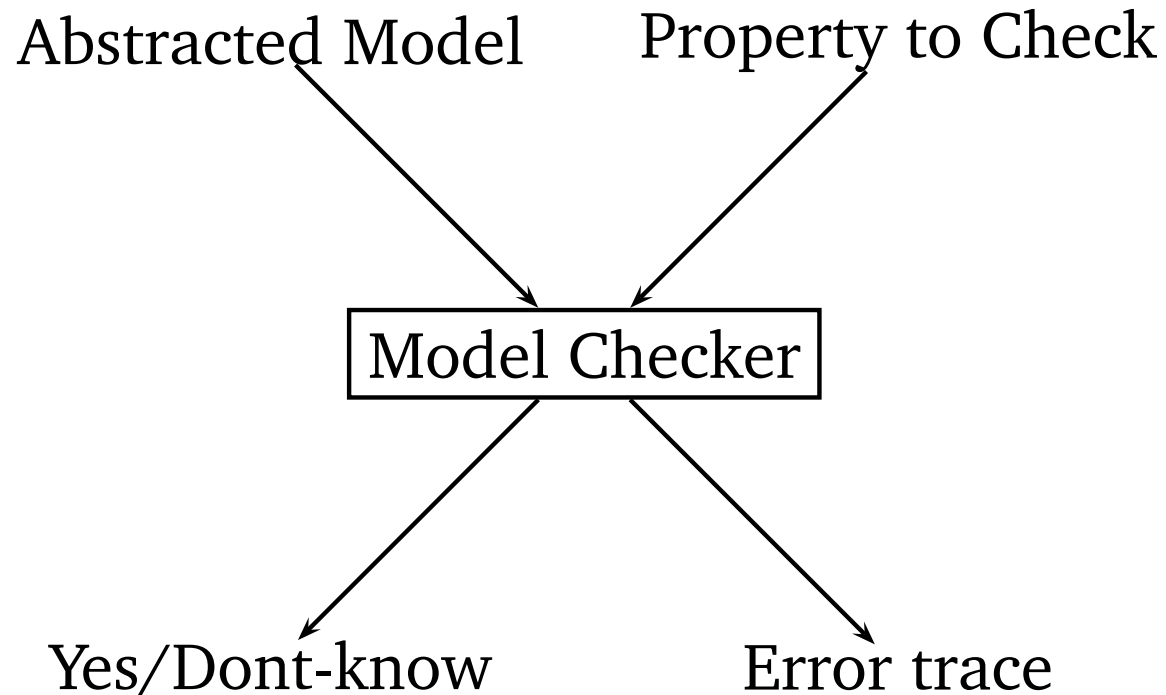 Abstracted Model
Property to Check
Model Checker
Yes/Dont-know
Error trace